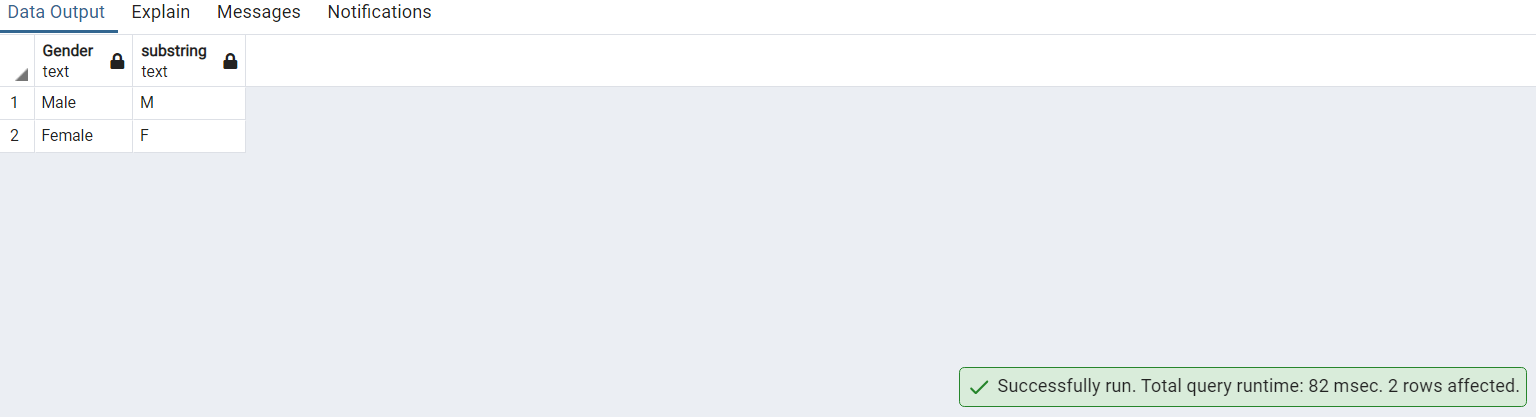 Data Output Explain Messages Notifications
Gender substring
text text
1 Male M
2 Female F
Successfully run. Total query runtime: 82 msec. 2 rows affected.